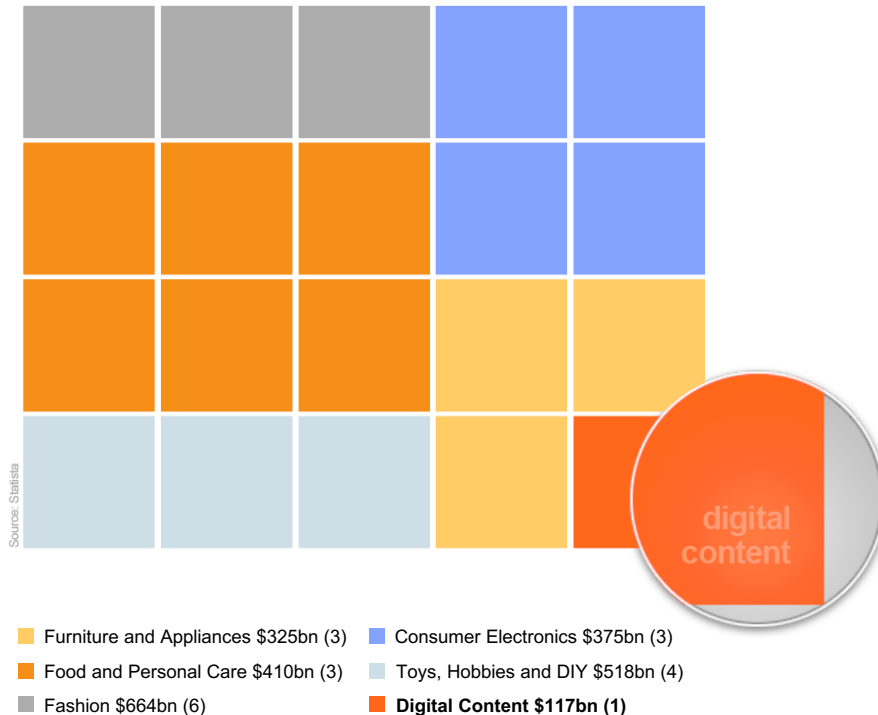 Source: Statista
digital
content
Furniture and Appliances $325bn (3)
Consumer Electronics $375bn (3)
Food and Personal Care $410bn (3)
Toys, Hobbies and DIY $518bn (4)
Fashion $664bn (6)
Digital Content $117bn (1)